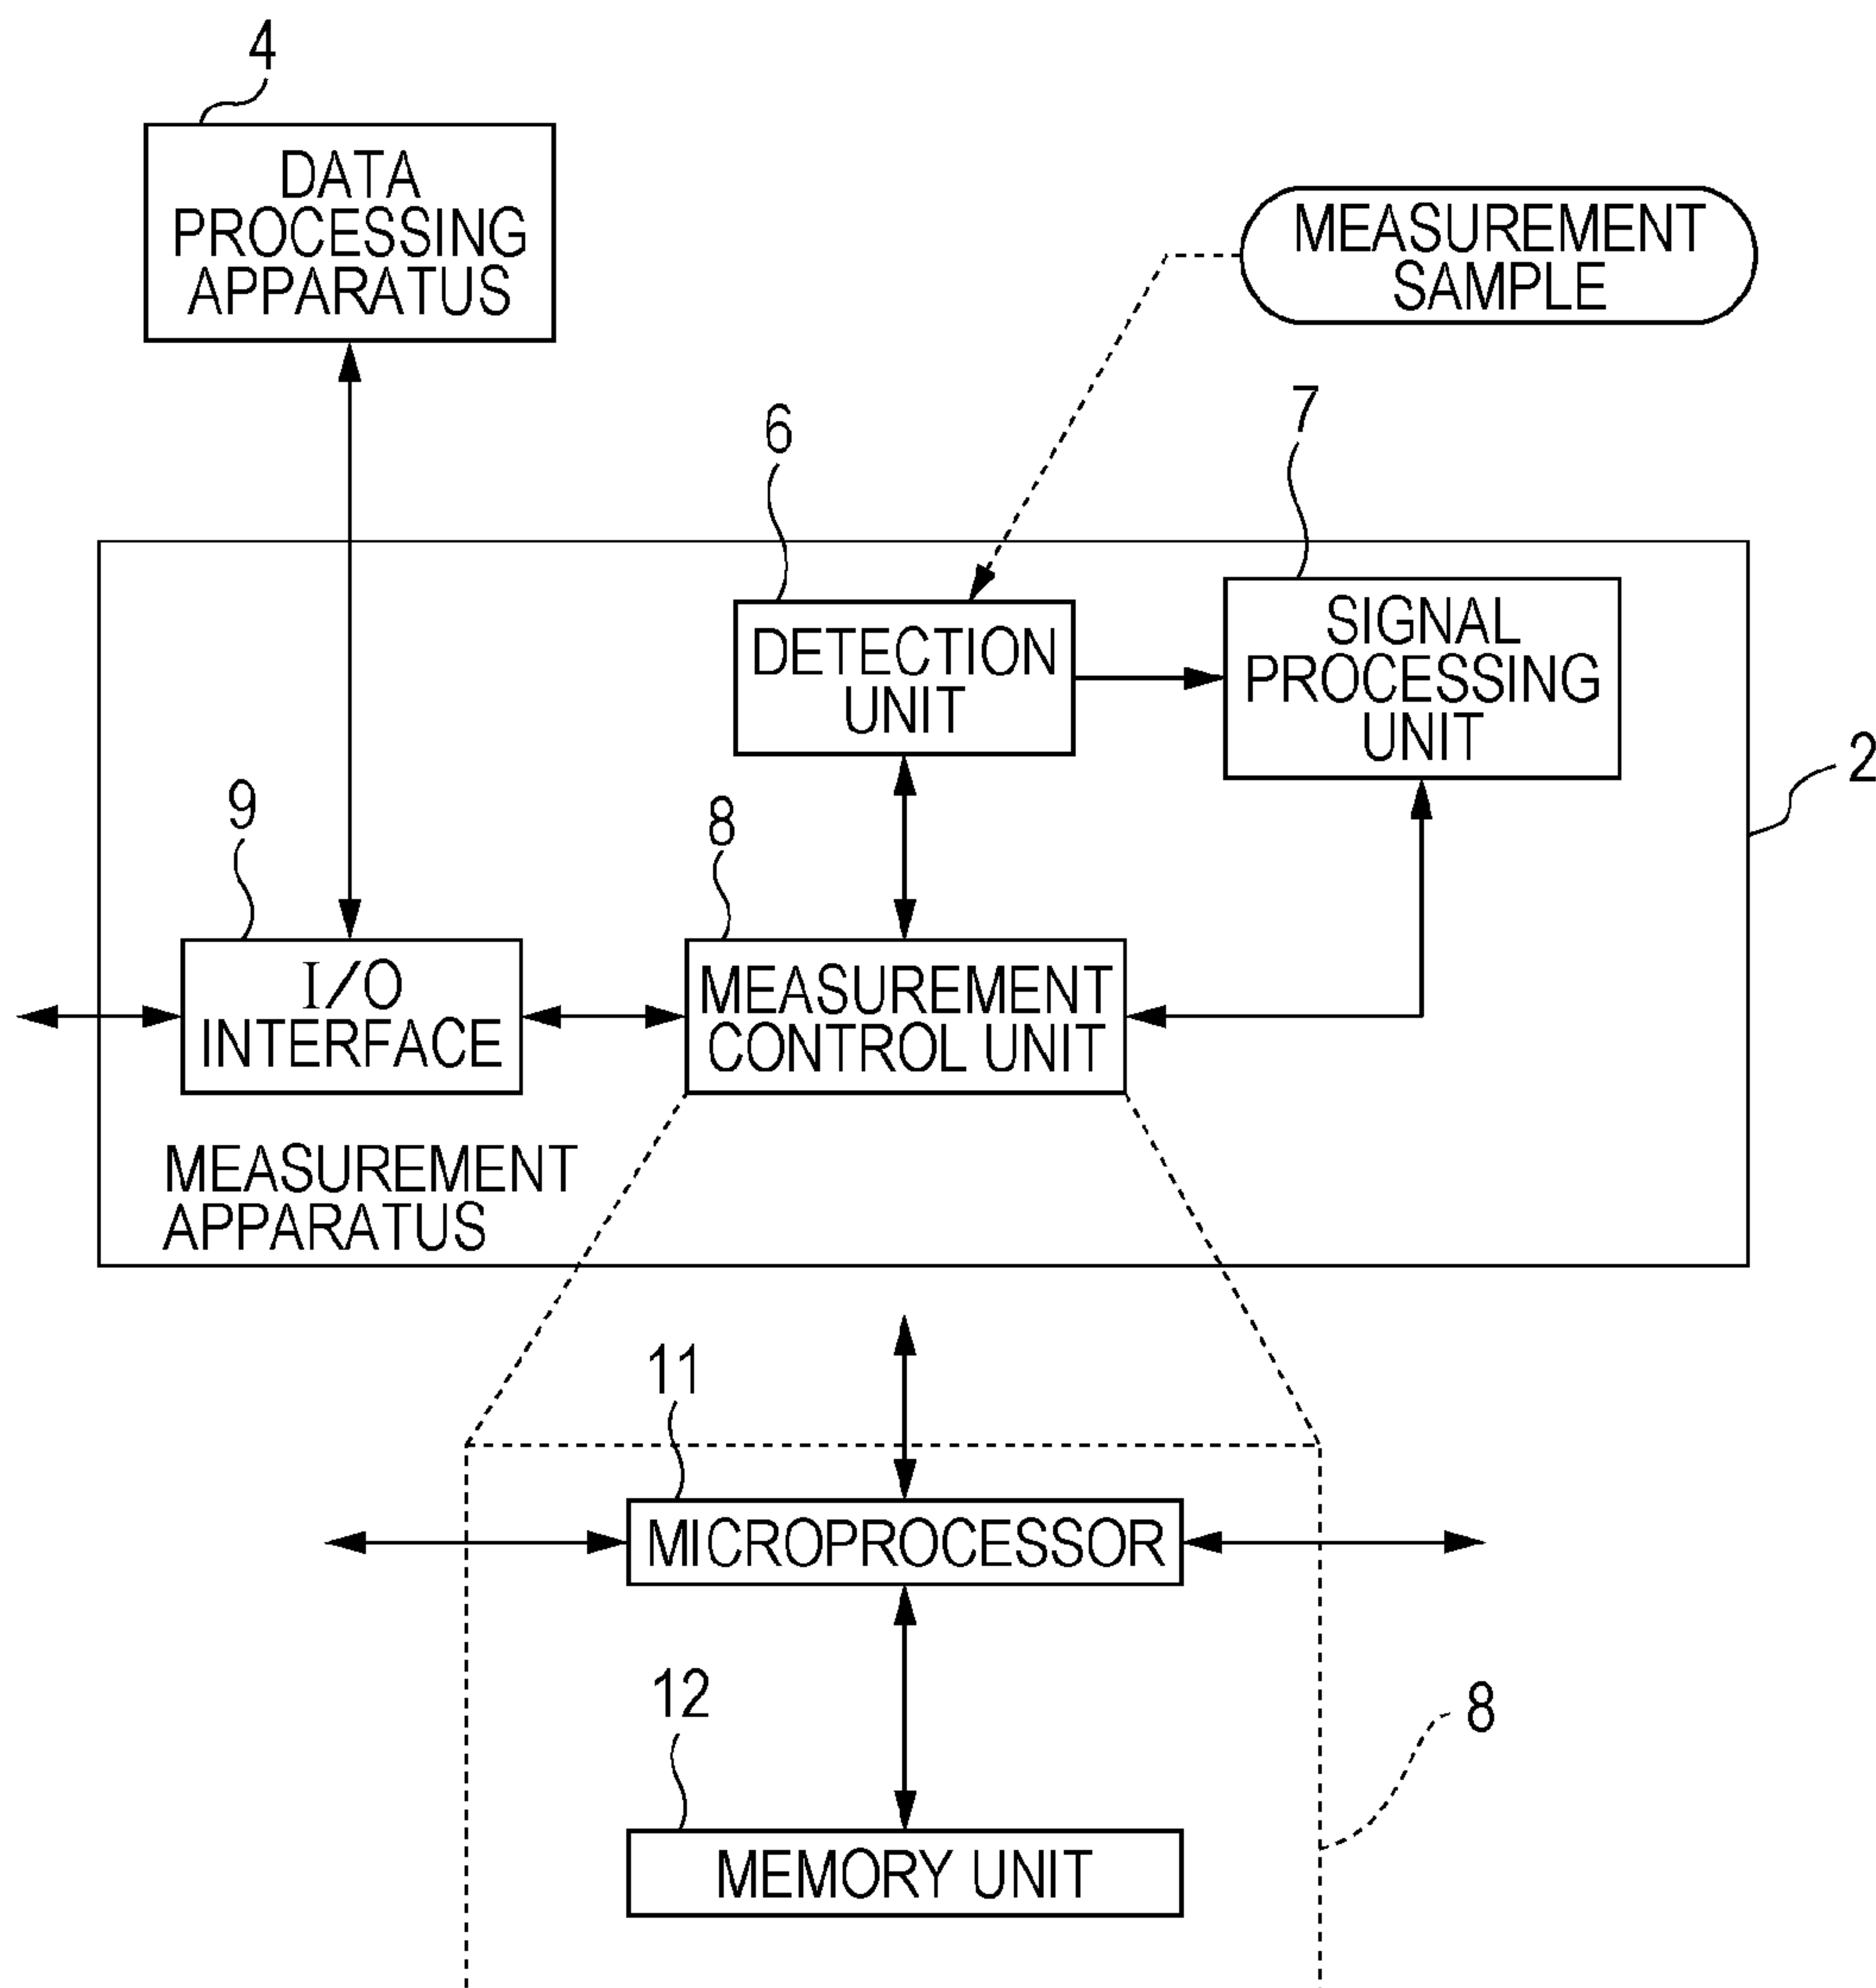 4
DATA
PROCESSING
APPARATUS
MEASUREMENT
SAMPLE
6
7
DETECTION
UNIT
SIGNAL
PROCESSING
UNIT
2
9
8
I/O
INTERFACE
MEASUREMENT
CONTROL UNIT
MEASUREMENT
APPARATUS
11
MICROPROCESSOR
12
8
MEMORY UNIT